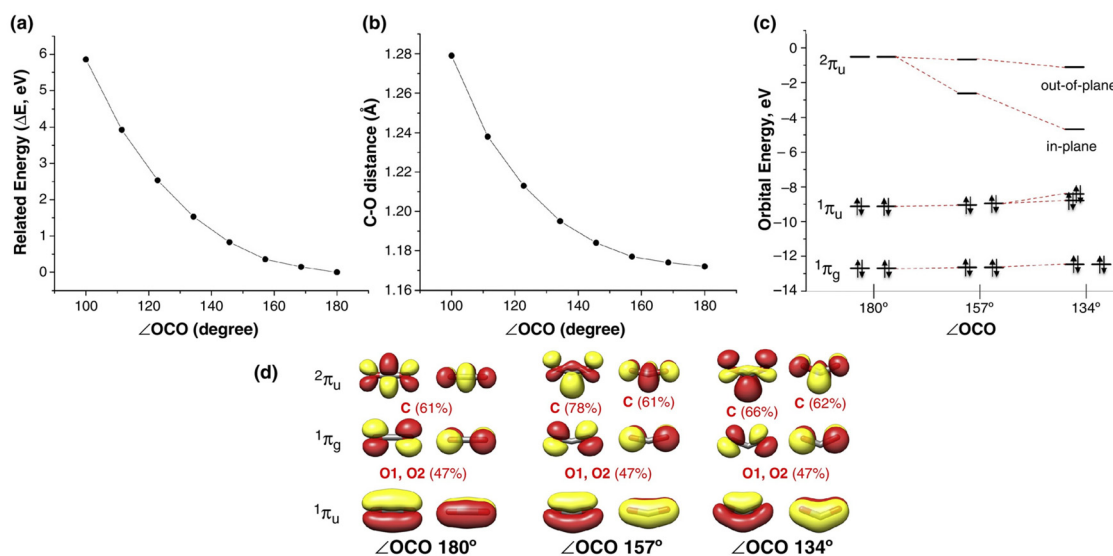 (a)
Related Energy (ΔE, eV)
6
5
4
3
2
1
0
100 120 140 160 180
∠OCO (degree)
(b)
C-O distance (Å)
1.28
1.26
1.24
1.22
1.20
1.18
1.16
100 120 140 160 180
∠OCO (degree)
(c)
Orbital Energy, eV
0
−2
−4
−6
−8
−10
−12
−14
²πᵤ
¹πᵤ
¹πg
out-of-plane
in-plane
180° 157° 134°
∠OCO
(d)
²πᵤ
C (61%) C (78%) C (61%) C (66%) C (62%)
¹πg
O1, O2 (47%) O1, O2 (47%) O1, O2 (47%)
¹πᵤ
∠OCO 180° ∠OCO 157° ∠OCO 134°